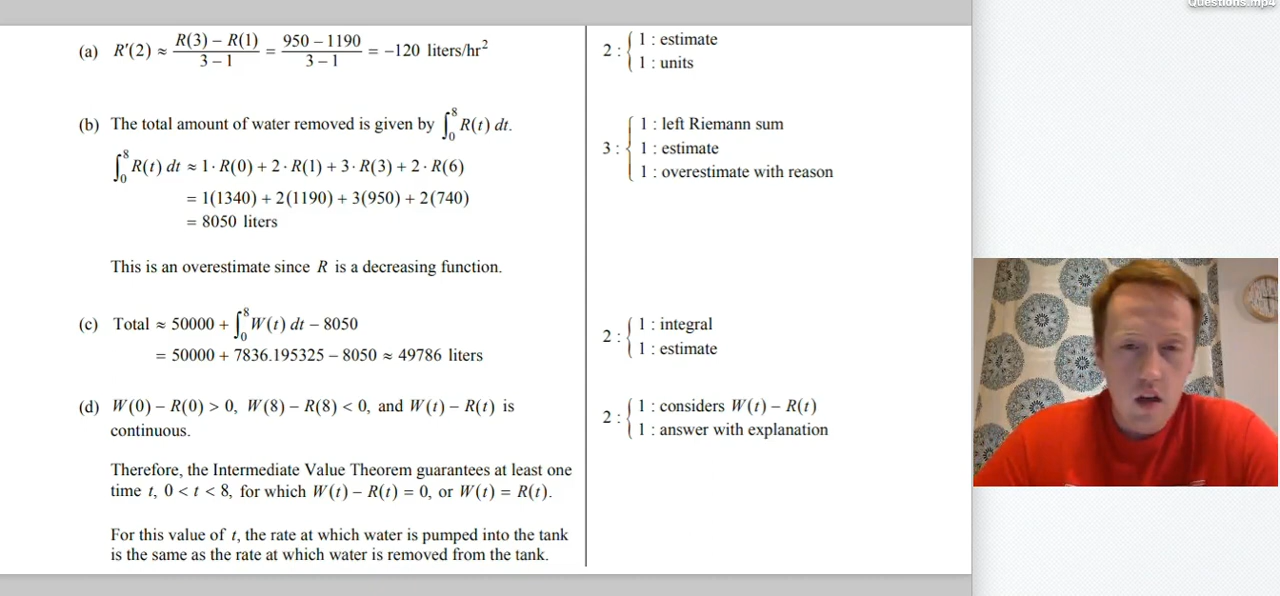 Questions.mp4
(a) R′(2) ≈ R(3) – R(1) / 3 – 1 = 950 – 1190 / 3 – 1 = –120 liters/hr²
2 : { 1 : estimate
1 : units
(b) The total amount of water removed is given by ∫₀⁸ R(t) dt.
∫₀⁸ R(t) dt ≈ 1 · R(0) + 2 · R(1) + 3 · R(3) + 2 · R(6)
= 1(1340) + 2(1190) + 3(950) + 2(740)
= 8050 liters
This is an overestimate since R is a decreasing function.
3 : { 1 : left Riemann sum
1 : estimate
1 : overestimate with reason
(c) Total ≈ 50000 + ∫₀⁸ W(t) dt – 8050
= 50000 + 7836.195325 – 8050 ≈ 49786 liters
2 : { 1 : integral
1 : estimate
(d) W(0) – R(0) > 0, W(8) – R(8) < 0, and W(t) – R(t) is
continuous.
Therefore, the Intermediate Value Theorem guarantees at least one
time t, 0 < t < 8, for which W(t) – R(t) = 0, or W(t) = R(t).
For this value of t, the rate at which water is pumped into the tank
is the same as the rate at which water is removed from the tank.
2 : { 1 : considers W(t) – R(t)
1 : answer with explanation